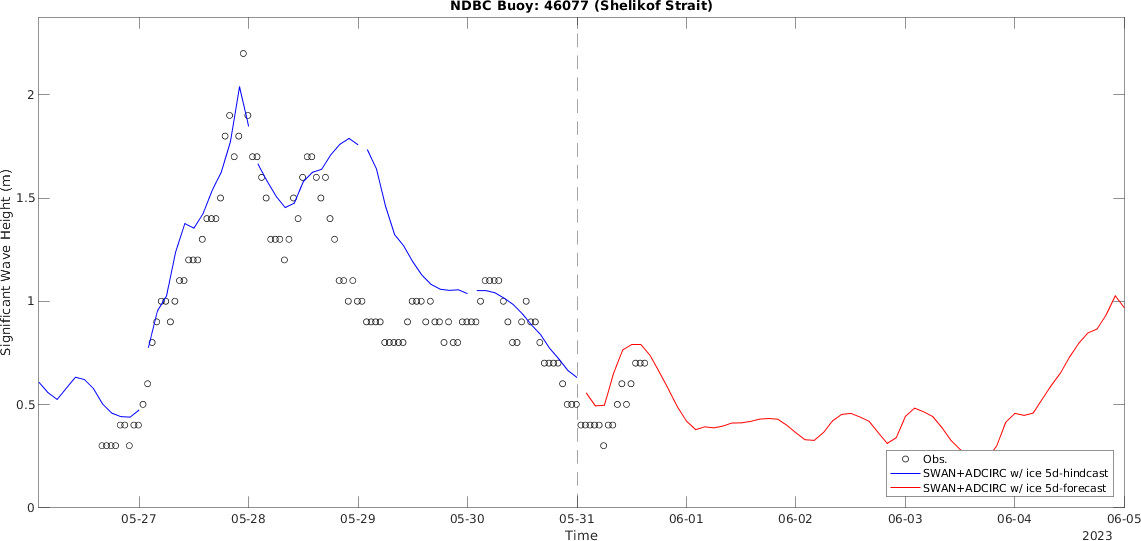 NDBC Buoy: 46077 (Shelikof Strait)
Significant Wave Height (m)
2
1.5
1
0.5
0
Obs.
SWAN+ADCIRC w/ ice 5d-hindcast
SWAN+ADCIRC w/ ice 5d-forecast
05-27 05-28 05-29 05-30 05-31 06-01 06-02 06-03 06-04 06-05
Time
2023